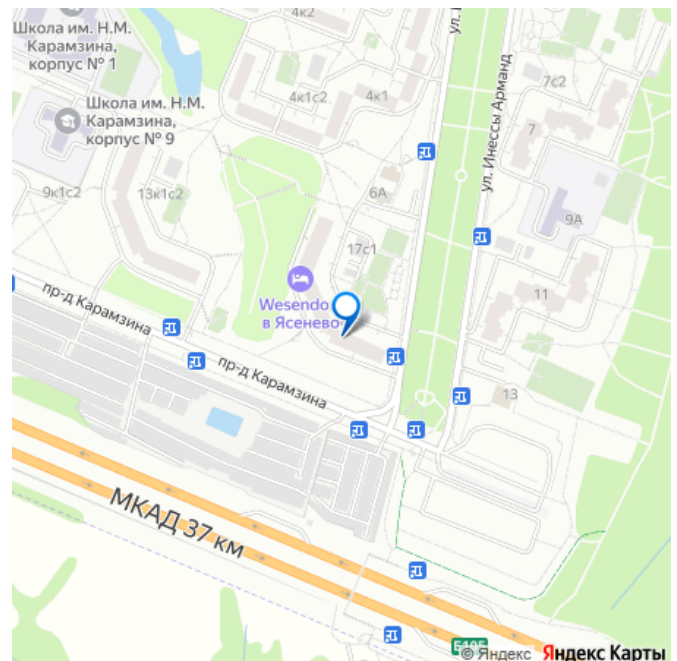 4к2
Школа им. Н.М.
Карамзина,
корпус № 1
Школа им. Н.М.
Карамзина,
корпус № 9
4к1с2
4к1
ул. Инессы Арманд
7с2
7
9к1с2
13к1с2
6А
9А
17с1
11
Wesendo
в Ясенево
пр-д Карамзина
пр-д Карамзина
13
МКАД 37 км
E105
© Яндекс Яндекс Карты